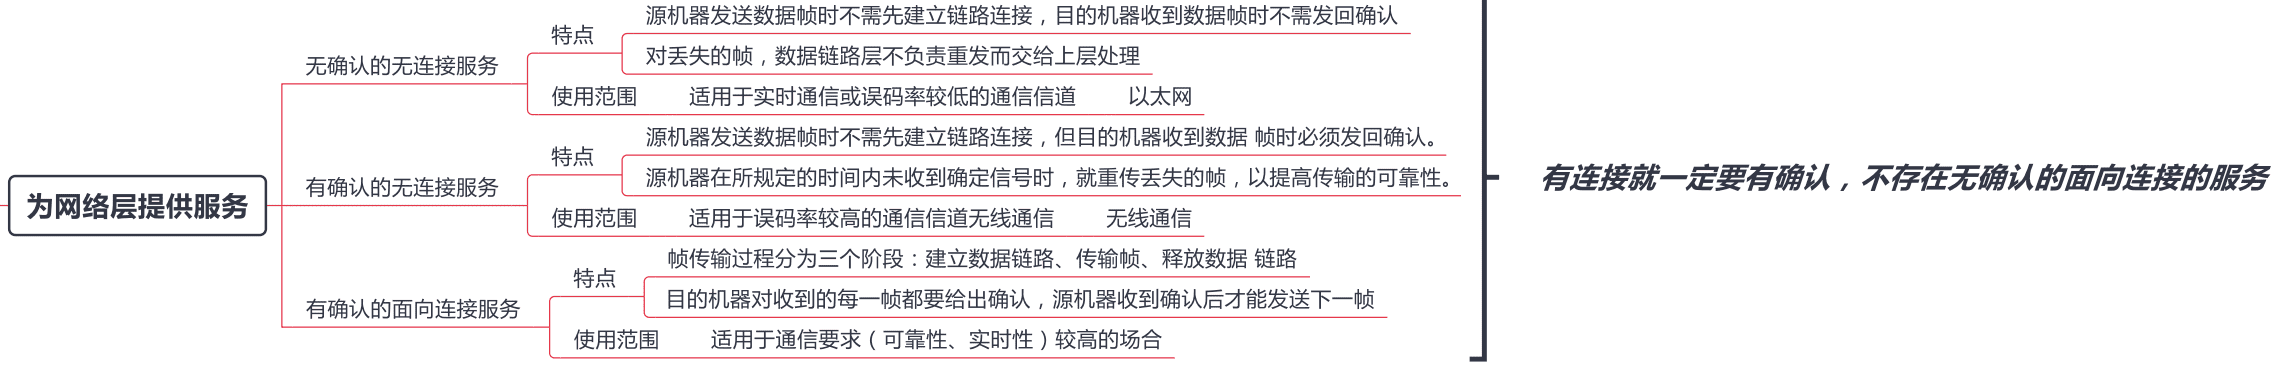 为网络层提供服务
无确认的无连接服务
特点
源机器发送数据帧时不需先建立链路连接，目的机器收到数据帧时不需发回确认
对丢失的帧，数据链路层不负责重发而交给上层处理
使用范围 适用于实时通信或误码率较低的通信信道 以太网
有确认的无连接服务
特点
源机器发送数据帧时不需先建立链路连接，但目的机器收到数据 帧时必须发回确认。
源机器在所规定的时间内未收到确定信号时，就重传丢失的帧，以提高传输的可靠性。
使用范围 适用于误码率较高的通信信道无线通信 无线通信
有确认的面向连接服务
特点
帧传输过程分为三个阶段：建立数据链路、传输帧、释放数据 链路
目的机器对收到的每一帧都要给出确认，源机器收到确认后才能发送下一帧
使用范围 适用于通信要求（可靠性、实时性）较高的场合
有连接就一定要有确认，不存在无确认的面向连接的服务